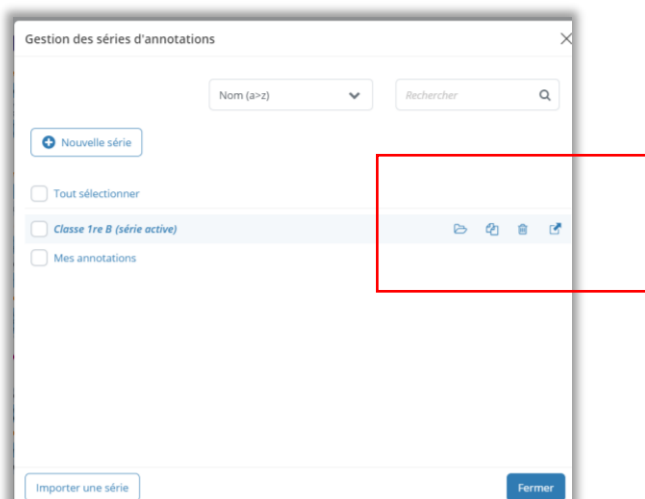 Gestion des séries d'annotations
Nom (a>z)
Rechercher
Nouvelle série
Tout sélectionner
Classe 1re B (série active)
Mes annotations
Importer une série
Fermer